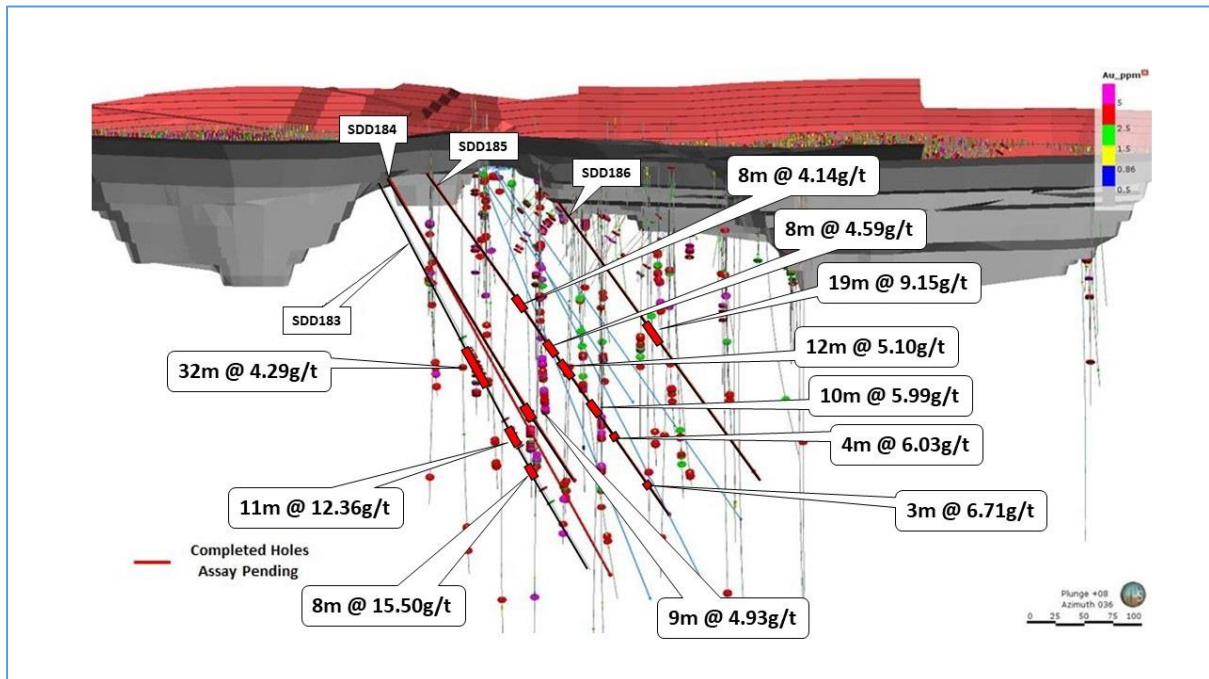 Au_ppm
5
2.5
1.5
0.86
0.5
SDD184
SDD185
SDD186
SDD183
8m @ 4.14g/t
8m @ 4.59g/t
19m @ 9.15g/t
12m @ 5.10g/t
10m @ 5.99g/t
4m @ 6.03g/t
3m @ 6.71g/t
32m @ 4.29g/t
11m @ 12.36g/t
8m @ 15.50g/t
9m @ 4.93g/t
Completed Holes
Assay Pending
Plunge +08
Azimuth 036
0 25 50 75 100